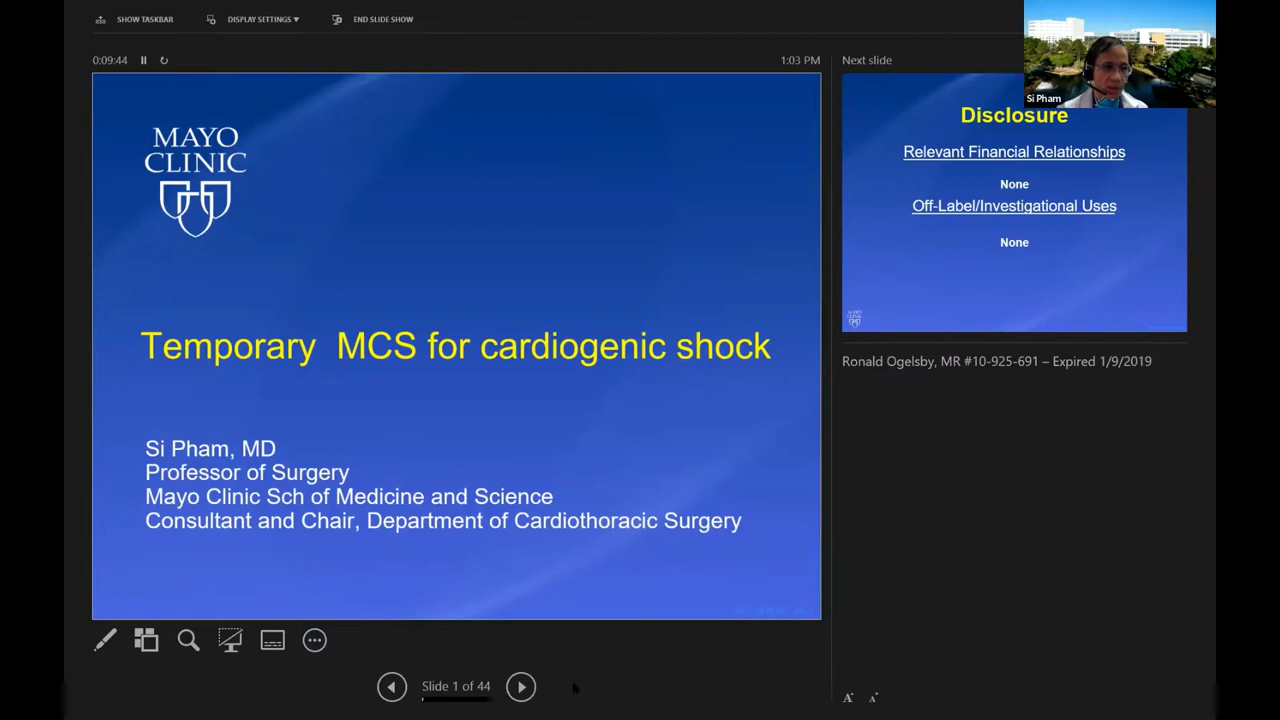 SHOW TASKBAR
DISPLAY SETTINGS ▼
END SLIDE SHOW
0:09:44
1:03 PM
MAYO
CLINIC
Temporary  MCS for cardiogenic shock
Si Pham, MD
Professor of Surgery
Mayo Clinic Sch of Medicine and Science
Consultant and Chair, Department of Cardiothoracic Surgery
Slide 1 of 44
Next slide
Si Pham
Disclosure
Relevant Financial Relationships
None
Off-Label/Investigational Uses
None
MAYO
CLINIC
Ronald Ogelsby, MR #10-925-691 – Expired 1/9/2019
A
A